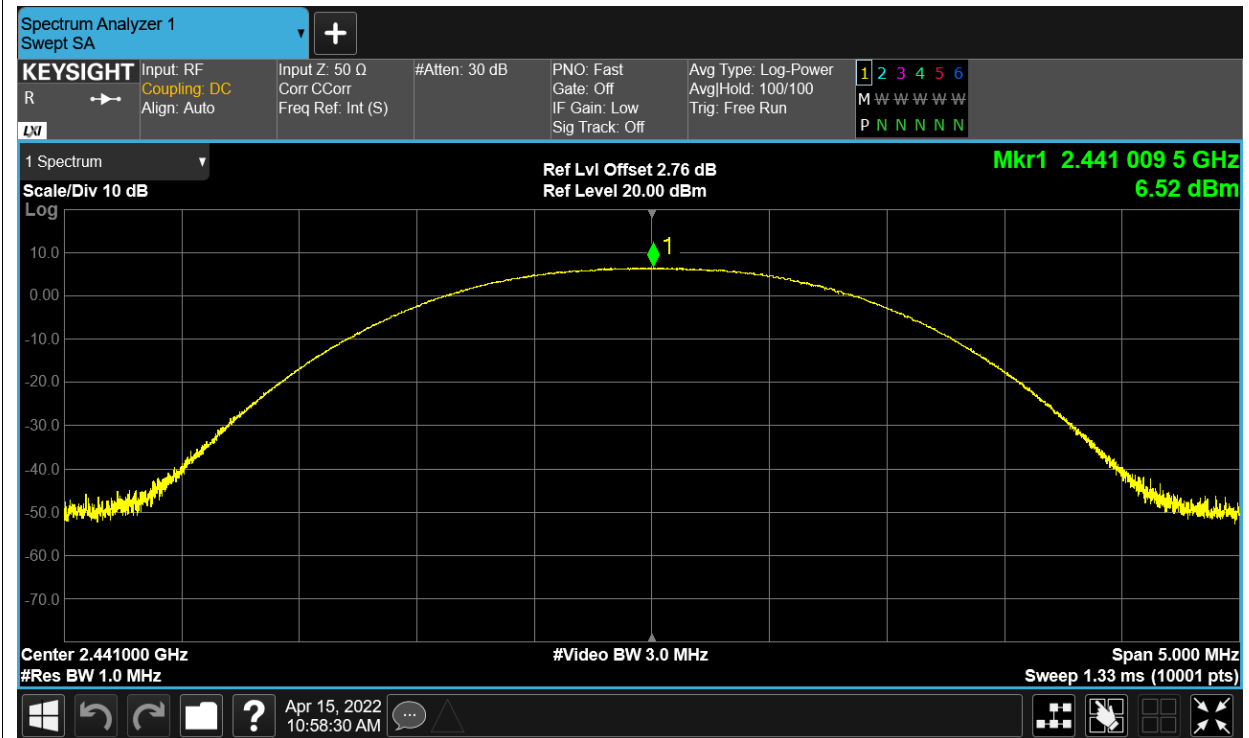 Spectrum Analyzer 1
Swept SA
KEYSIGHT
R
LXI
Input: RF
Coupling: DC
Align: Auto
Input Z: 50 Ω
Corr CCorr
Freq Ref: Int (S)
#Atten: 30 dB
PNO: Fast
Gate: Off
IF Gain: Low
Sig Track: Off
Avg Type: Log-Power
Avg|Hold: 100/100
Trig: Free Run
1 2 3 4 5 6
M W W W W W
P N N N N N
1 Spectrum
Scale/Div 10 dB
Ref Lvl Offset 2.76 dB
Ref Level 20.00 dBm
Mkr1 2.441 009 5 GHz
6.52 dBm
Log
1
10.0
0.00
-10.0
-20.0
-30.0
-40.0
-50.0
-60.0
-70.0
Center 2.441000 GHz
#Res BW 1.0 MHz
#Video BW 3.0 MHz
Span 5.000 MHz
Sweep 1.33 ms (10001 pts)
?
Apr 15, 2022
10:58:30 AM